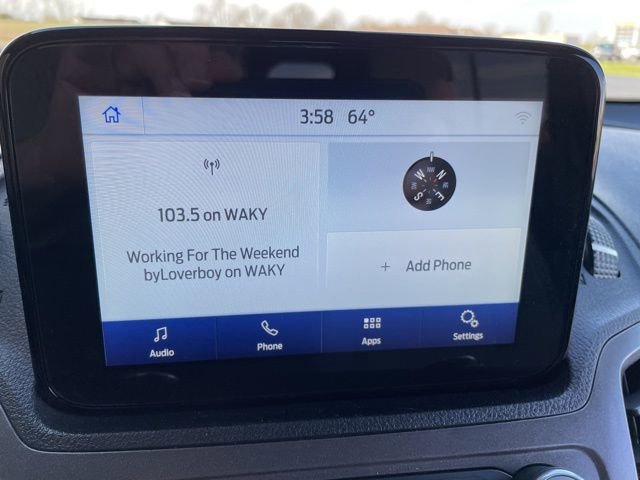 3:58 64°
103.5 on WAKY
Working For The Weekend
byLoverboy on WAKY
N
W
E
S
+ Add Phone
Audio
Phone
Apps
Settings